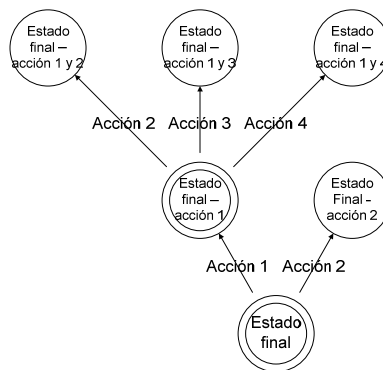 Estado
final –
acción 1 y 2
Estado
final –
acción 1 y 3
Estado
final –
acción 1 y 4
Acción 2
Acción 3
Acción 4
Estado
final –
acción 1
Estado
Final -
acción 2
Acción 1
Acción 2
Estado
final